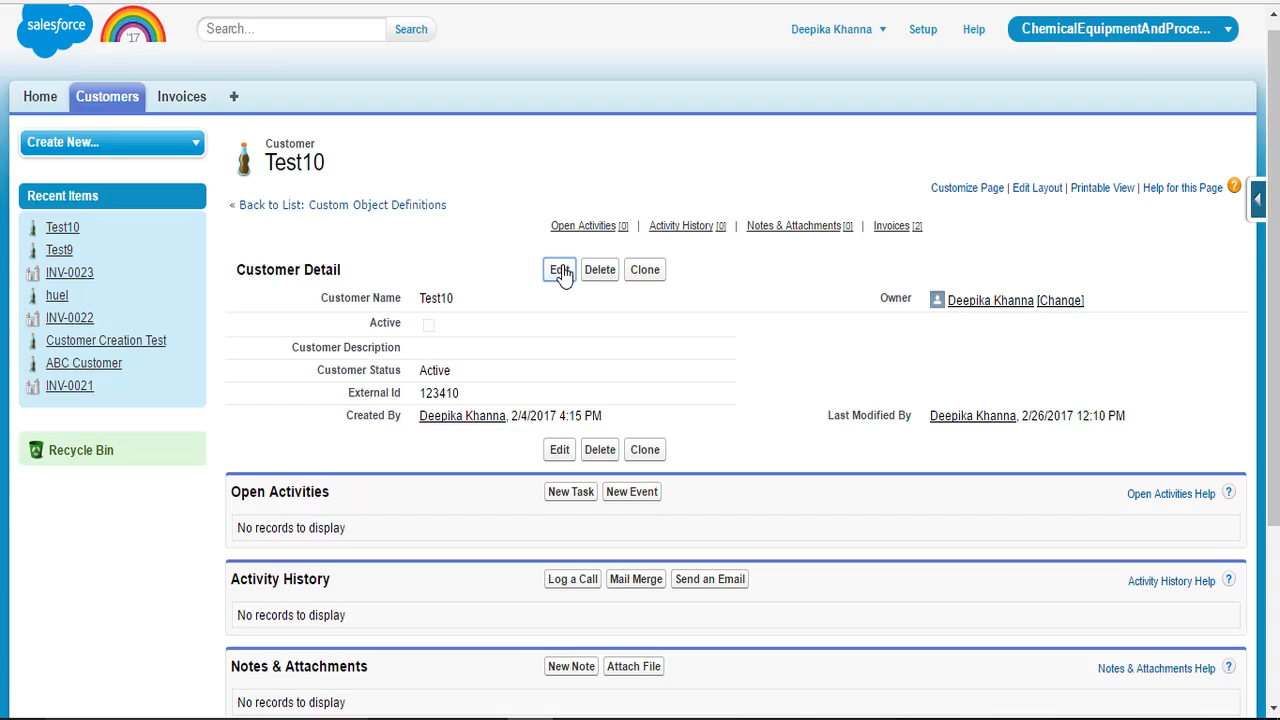 salesforce '17 Search... Search Deepika Khanna Setup Help ChemicalEquipmentAndProce...
Home Customers Invoices +
Create New...
Recent Items
Test10
Test9
INV-0023
huel
INV-0022
Customer Creation Test
ABC Customer
INV-0021
Recycle Bin
Customer
Test10
Customize Page | Edit Layout | Printable View | Help for this Page ?
« Back to List: Custom Object Definitions
Open Activities [0] | Activity History [0] | Notes & Attachments [0] | Invoices [2]
Customer Detail Edit Delete Clone
Customer Name Test10 Owner Deepika Khanna [Change]
Active
Customer Description
Customer Status Active
External Id 123410
Created By Deepika Khanna, 2/4/2017 4:15 PM Last Modified By Deepika Khanna, 2/26/2017 12:10 PM
Edit Delete Clone
Open Activities New Task New Event Open Activities Help ?
No records to display
Activity History Log a Call Mail Merge Send an Email Activity History Help ?
No records to display
Notes & Attachments New Note Attach File Notes & Attachments Help ?
No records to display